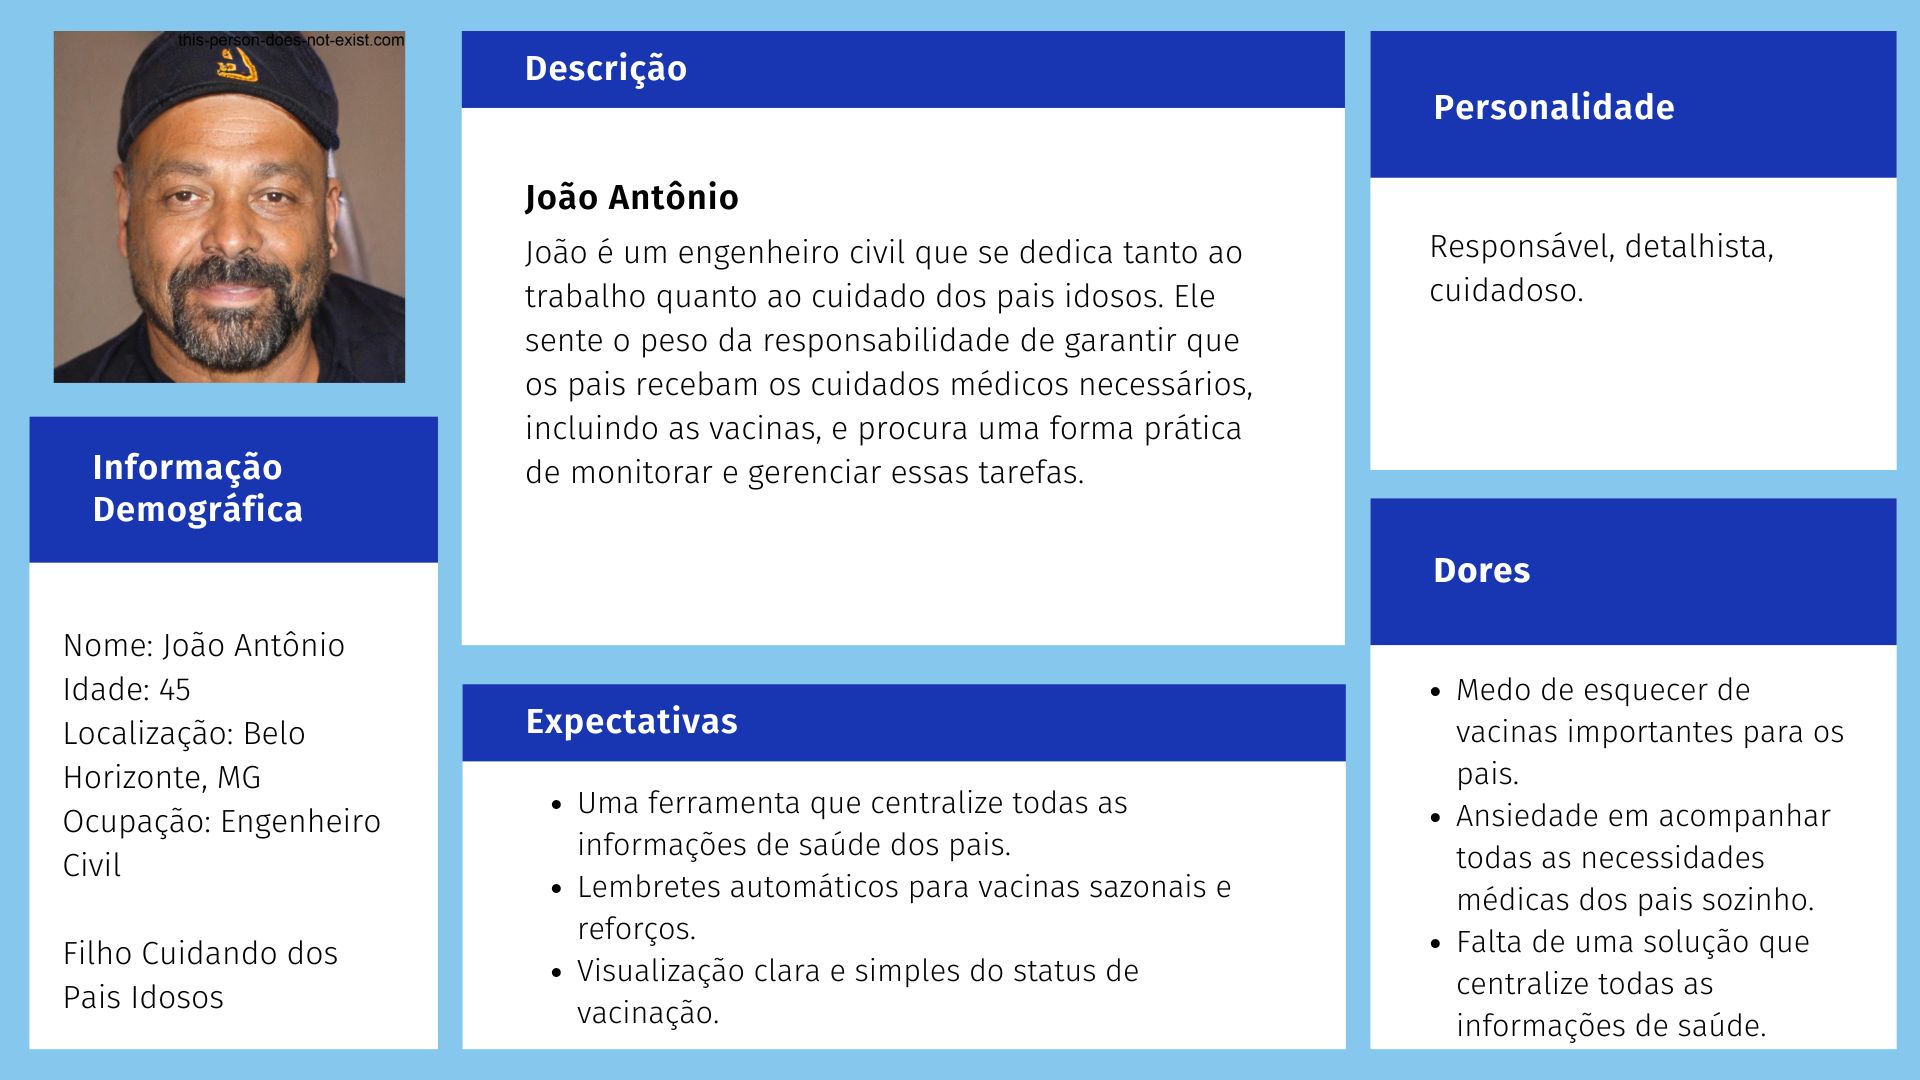 this-person-does-not-exist.com
Informação
Demográfica
Nome: João Antônio
Idade: 45
Localização: Belo
Horizonte, MG
Ocupação: Engenheiro
Civil
Filho Cuidando dos
Pais Idosos
Descrição
João Antônio
João é um engenheiro civil que se dedica tanto ao
trabalho quanto ao cuidado dos pais idosos. Ele
sente o peso da responsabilidade de garantir que
os pais recebam os cuidados médicos necessários,
incluindo as vacinas, e procura uma forma prática
de monitorar e gerenciar essas tarefas.
Expectativas
• Uma ferramenta que centralize todas as
informações de saúde dos pais.
• Lembretes automáticos para vacinas sazonais e
reforços.
• Visualização clara e simples do status de
vacinação.
Personalidade
Responsável, detalhista,
cuidadoso.
Dores
• Medo de esquecer de
vacinas importantes para os
pais.
• Ansiedade em acompanhar
todas as necessidades
médicas dos pais sozinho.
• Falta de uma solução que
centralize todas as
informações de saúde.